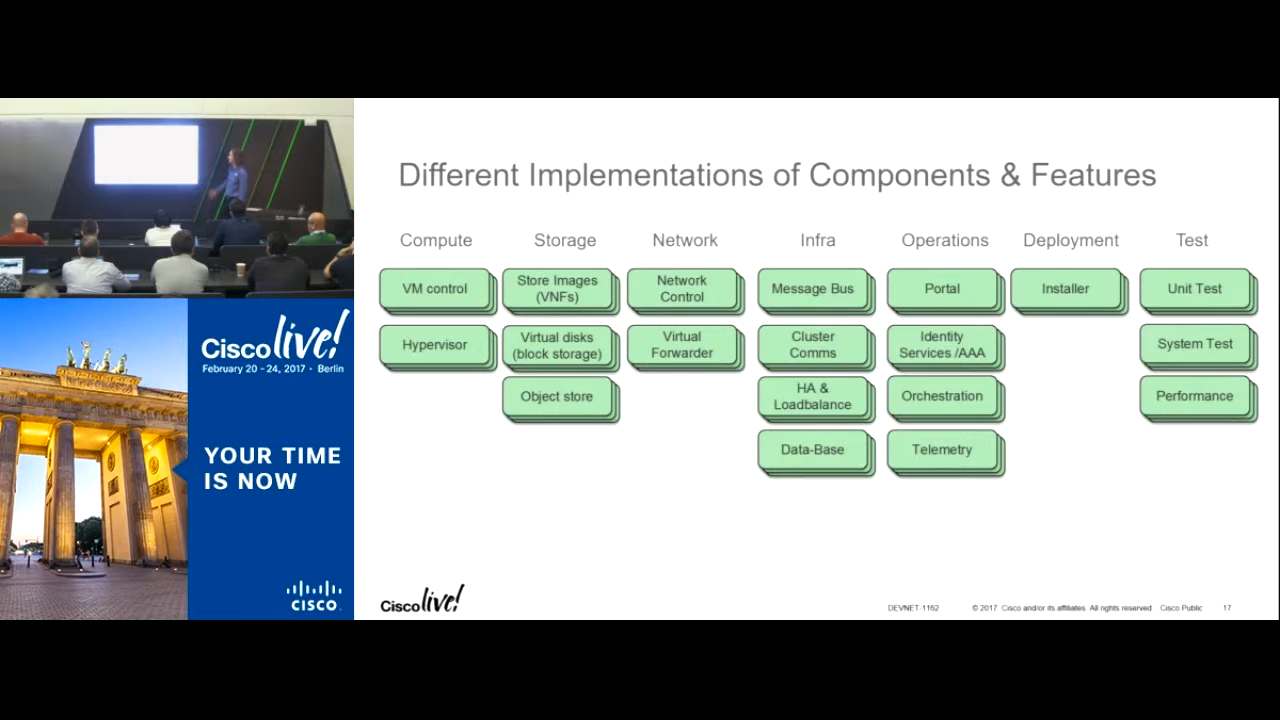 Different Implementations of Components & Features
Compute
Storage
Network
Infra
Operations
Deployment
Test
VM control
Store Images
(VNFs)
Network
Control
Message Bus
Portal
Installer
Unit Test
Hypervisor
Virtual disks
(block storage)
Virtual
Forwarder
Cluster
Comms
Identity
Services /AAA
System Test
Object store
HA &
Loadbalance
Orchestration
Performance
Data-Base
Telemetry
Cisco live!
February 20 - 24, 2017 • Berlin
YOUR TIME
IS NOW
CISCO.
Cisco live!
DEVNET-1162
© 2017 Cisco and/or its affiliates. All rights reserved
Cisco Public
17